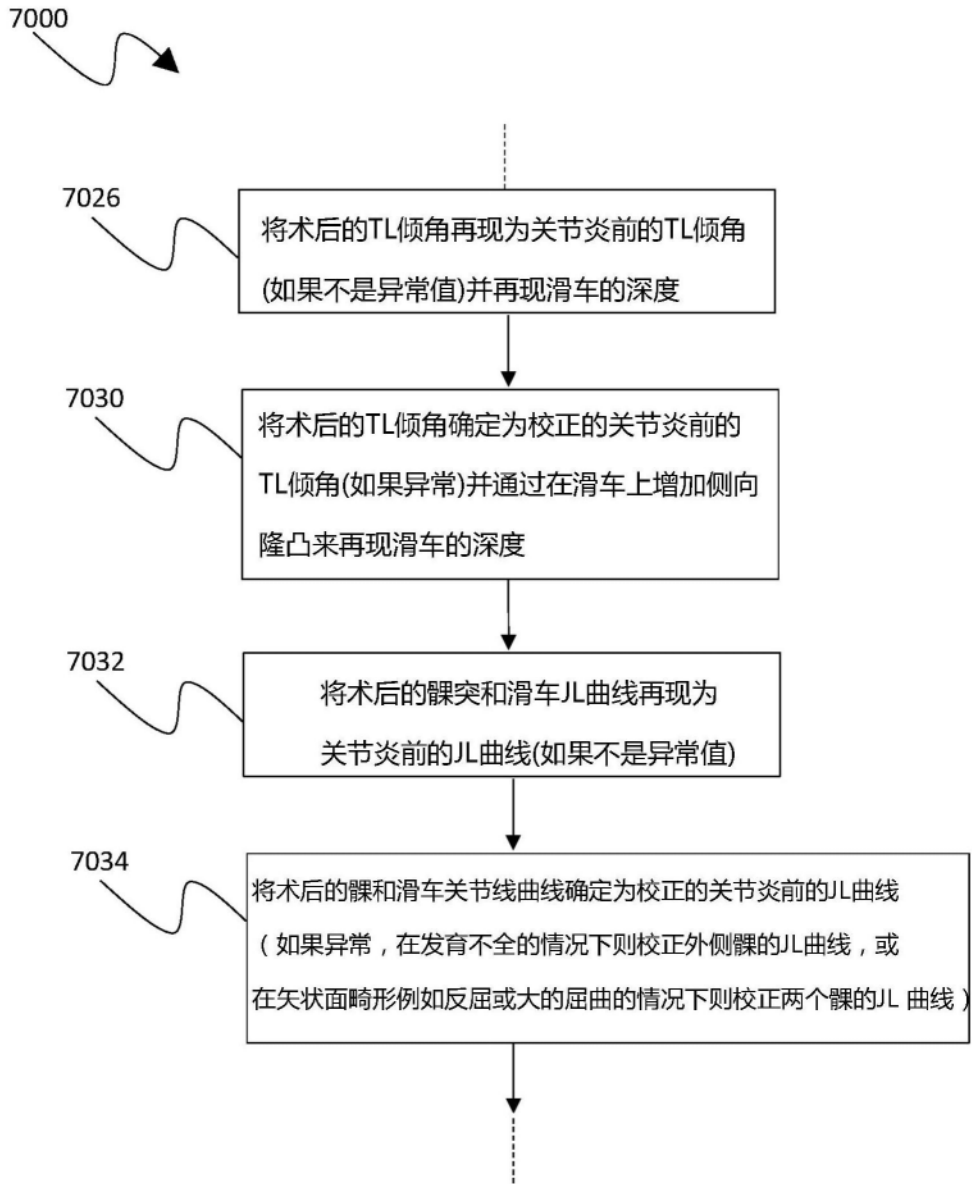 7000
7026
将术后的TL倾角再现为关节炎前的TL倾角
(如果不是异常值)并再现滑车的深度
7030
将术后的TL倾角确定为校正的关节炎前的
TL倾角(如果异常)并通过在滑车上增加侧向
隆凸来再现滑车的深度
7032
将术后的髁突和滑车JL曲线再现为
关节炎前的JL曲线(如果不是异常值)
7034
将术后的髁和滑车关节线曲线确定为校正的关节炎前的JL曲线
（如果异常，在发育不全的情况下则校正外侧髁的JL曲线，或
在矢状面畸形例如反屈或大的屈曲的情况下则校正两个髁的JL 曲线）